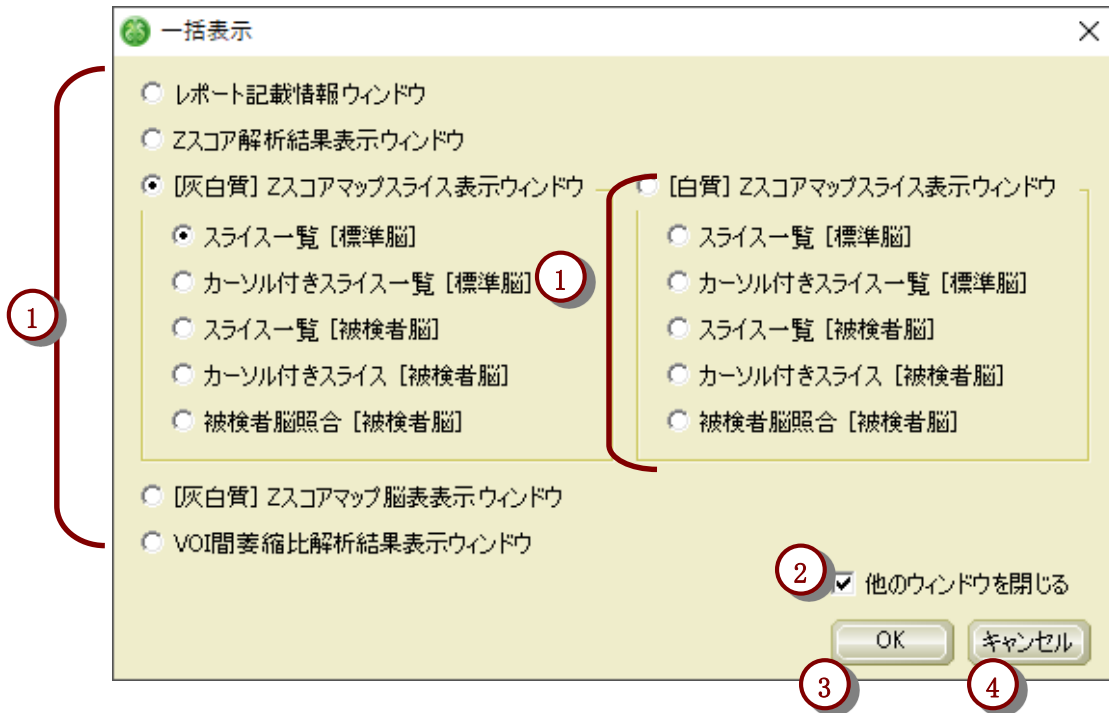 一括表示
レポート記載情報ウィンドウ
Zスコア解析結果表示ウィンドウ
[灰白質] Zスコアマップスライス表示ウィンドウ
スライス一覧 [標準脳]
カーソル付きスライス一覧 [標準脳]
スライス一覧 [被検者脳]
カーソル付きスライス [被検者脳]
被検者脳照合 [被検者脳]
[白質] Zスコアマップスライス表示ウィンドウ
スライス一覧 [標準脳]
カーソル付きスライス一覧 [標準脳]
スライス一覧 [被検者脳]
カーソル付きスライス [被検者脳]
被検者脳照合 [被検者脳]
[灰白質] Zスコアマップ脳表表示ウィンドウ
VOI間萎縮比解析結果表示ウィンドウ
1
1
2
他のウィンドウを閉じる
OK
キャンセル
3
4